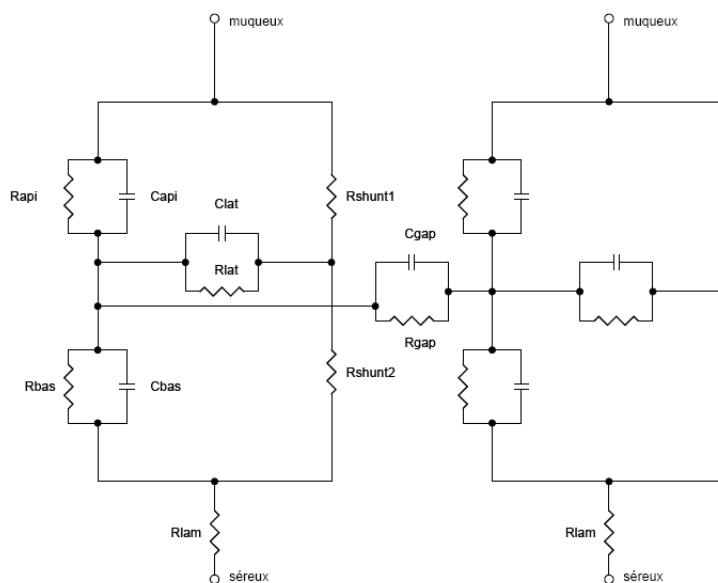 muqueux
muqueux
Rapi
Capi
Rshunt1
Clat
Cgap
Rlat
Rgap
Rbas
Cbas
Rshunt2
Rlam
Rlam
séreux
séreux